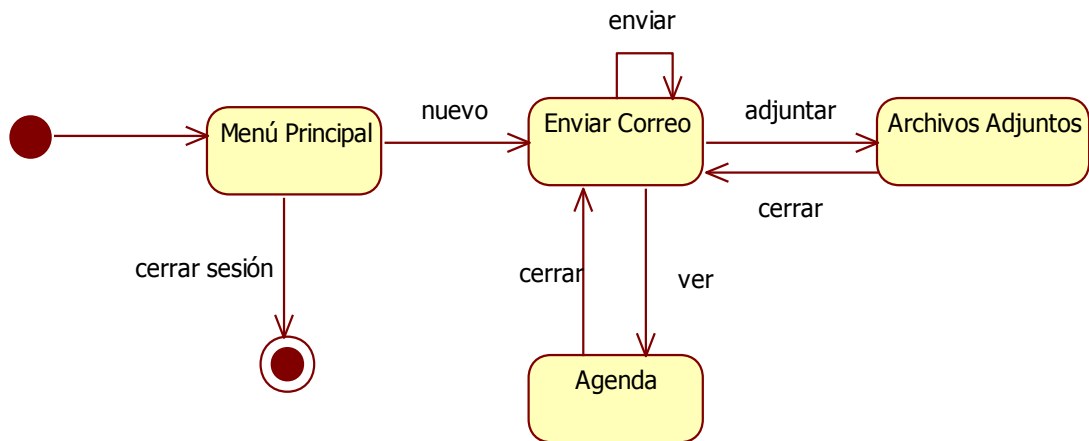 enviar
nuevo
adjuntar
Menú Principal
Enviar Correo
Archivos Adjuntos
cerrar
cerrar sesión
cerrar
ver
Agenda